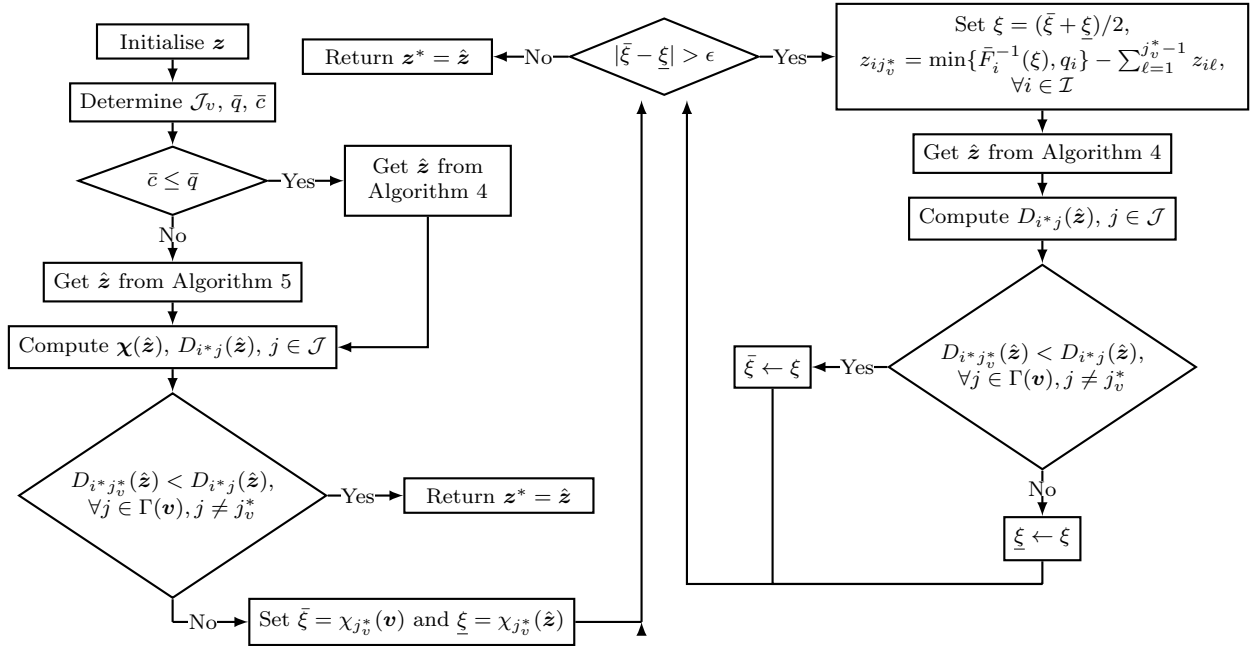 Initialise 𝒛
Determine 𝒥ᵥ, q̄, c̄
c̄ ≤ q̄
Yes
Get ẑ from
Algorithm 4
No
Get ẑ from Algorithm 5
Compute χ(ẑ), D_{i*j}(ẑ), j ∈ 𝒥
D_{i*j_v^*}(ẑ) < D_{i*j}(ẑ),
∀j ∈ Γ(v), j ≠ j_v^*
Yes
Return z* = ẑ
No
Set ξ̄ = χ_{j_v^*}(v) and ξ̲ = χ_{j_v^*}(ẑ)
|ξ̄ − ξ̲| > ϵ
No
Return z* = ẑ
Yes
Set ξ = (ξ̄ + ξ̲)/2,
z_{ij_v^*} = min{F̄_i^{−1}(ξ), q_i} − ∑_{ℓ=1}^{j_v^*−1} z_{iℓ},
∀i ∈ ℐ
Get ẑ from Algorithm 4
Compute D_{i*j}(ẑ), j ∈ 𝒥
D_{i*j_v^*}(ẑ) < D_{i*j}(ẑ),
∀j ∈ Γ(v), j ≠ j_v^*
Yes
ξ̄ ← ξ
No
ξ̲ ← ξ